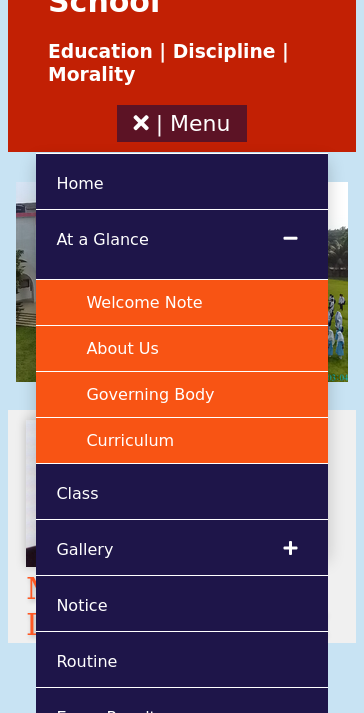 School
Education | Discipline |
Morality
× | Menu
Home
At a Glance
Welcome Note
About Us
Governing Body
Curriculum
Class
Gallery
Notice
Routine